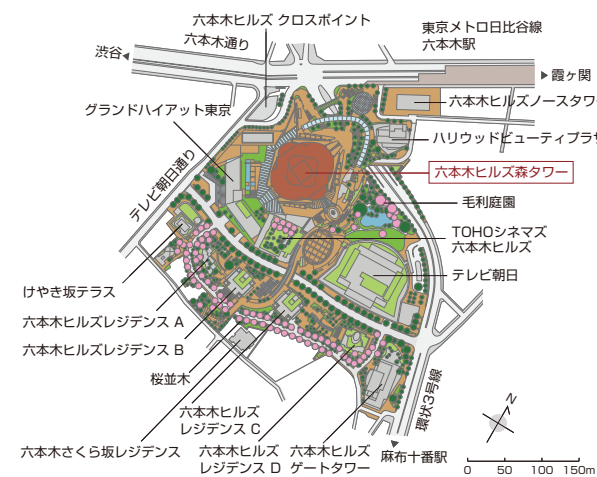 六本木ヒルズ クロスポイント
六本木通り
渋谷
東京メトロ日比谷線
六本木駅
霞ヶ関
六本木ヒルズノースタワー
グランドハイアット東京
ハリウッドビューティプラザ
テレビ朝日通り
六本木ヒルズ森タワー
毛利庭園
TOHOシネマズ
六本木ヒルズ
テレビ朝日
けやき坂テラス
六本木ヒルズレジデンス A
六本木ヒルズレジデンス B
桜並木
六本木ヒルズ
レジデンス C
六本木さくら坂レジデンス
六本木ヒルズ
レジデンス D
六本木ヒルズ
ゲートタワー
麻布十番駅
環状3号線
N
0 50 100 150m